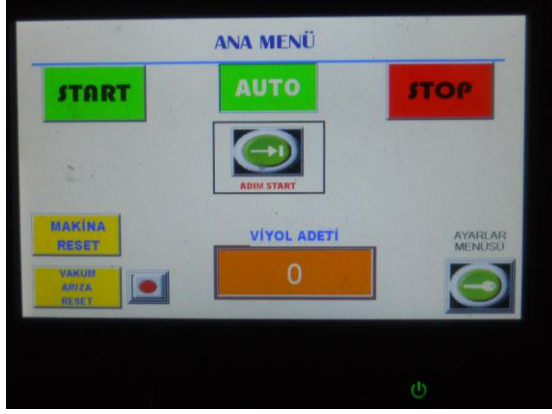 ANA MENÜ
START
AUTO
STOP
ADIM START
MAKİNA
RESET
VİYOL ADETİ
AYARLAR
MENÜSÜ
VAKUM
ARIZA
RESET
0